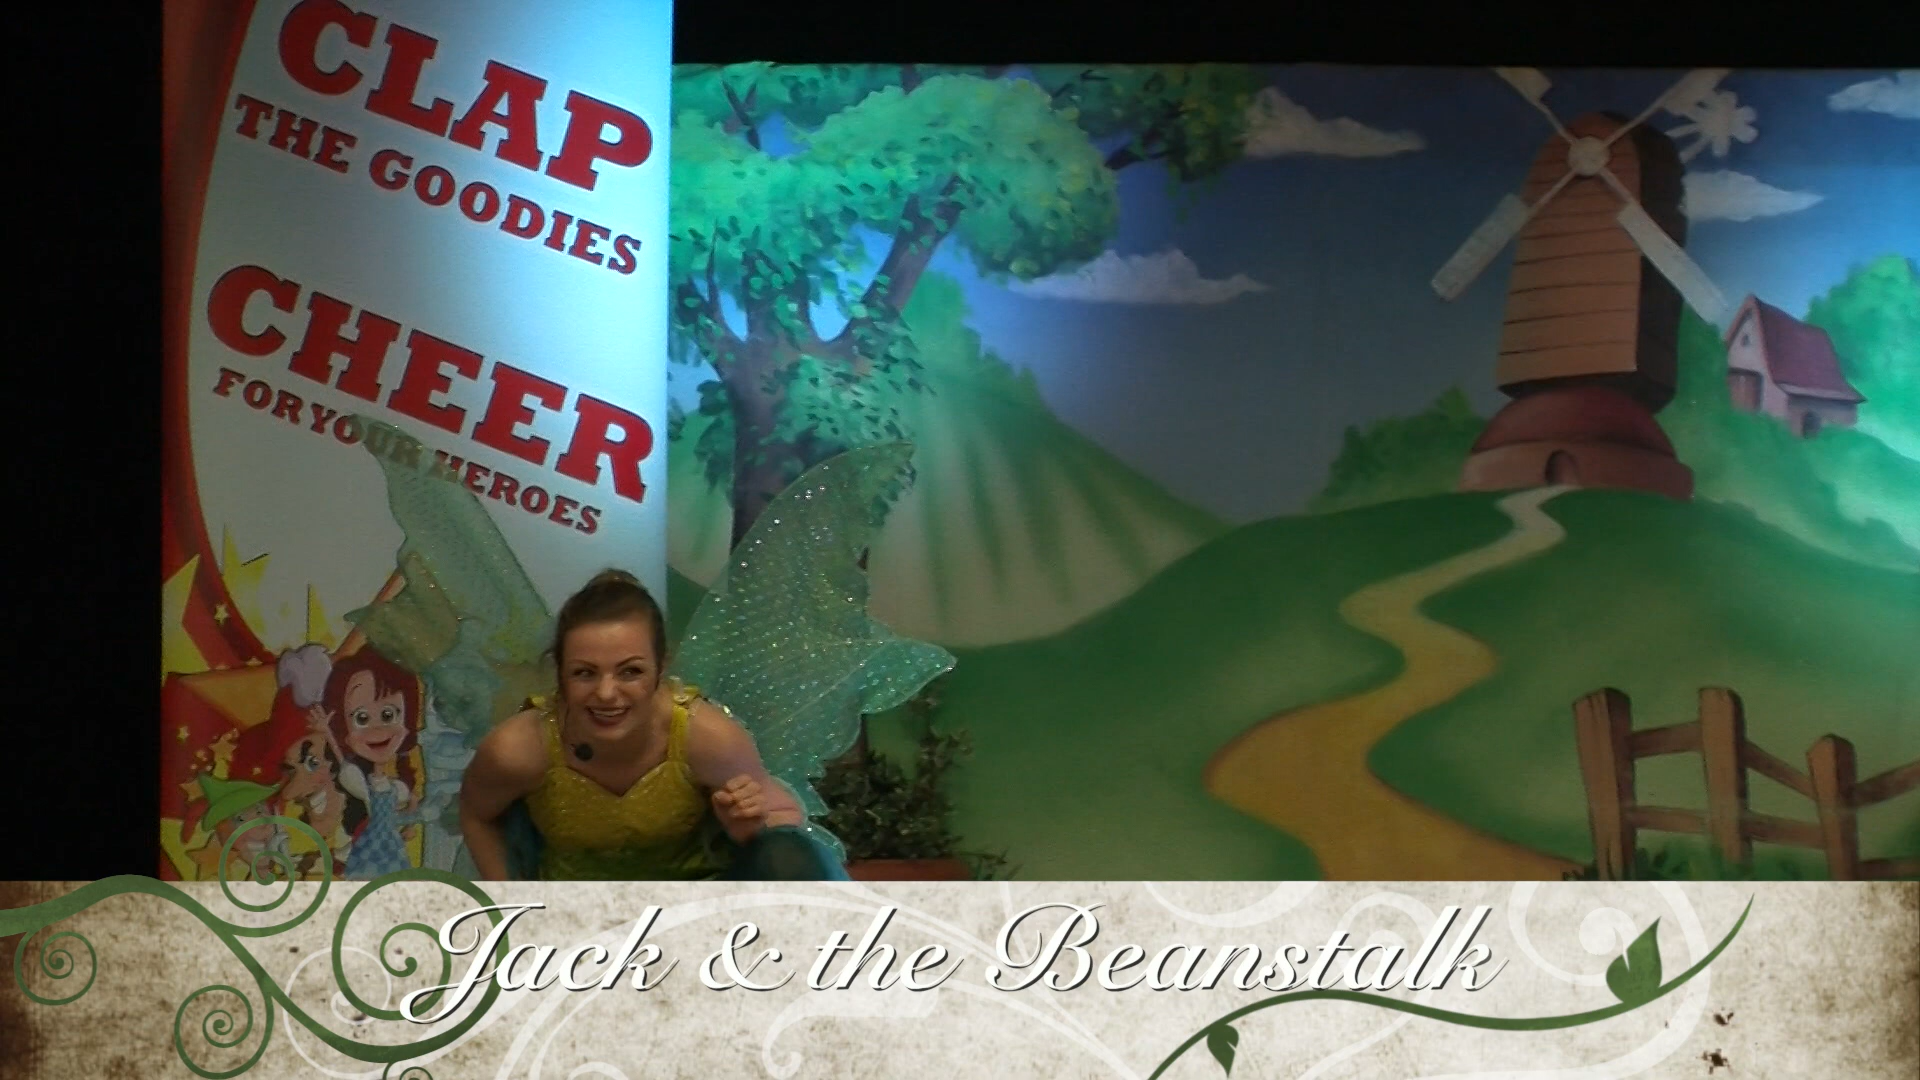 CLAP
THE GOODIES
CHEER
FOR YOUR HEROES
Jack & the Beanstalk